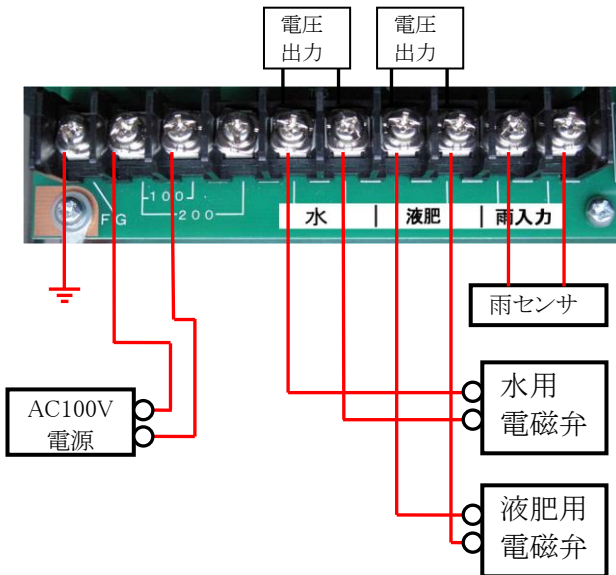 電圧
出力
電圧
出力
FG
100
200
水
液肥
雨入力
雨センサ
AC100V
電源
水用
電磁弁
液肥用
電磁弁